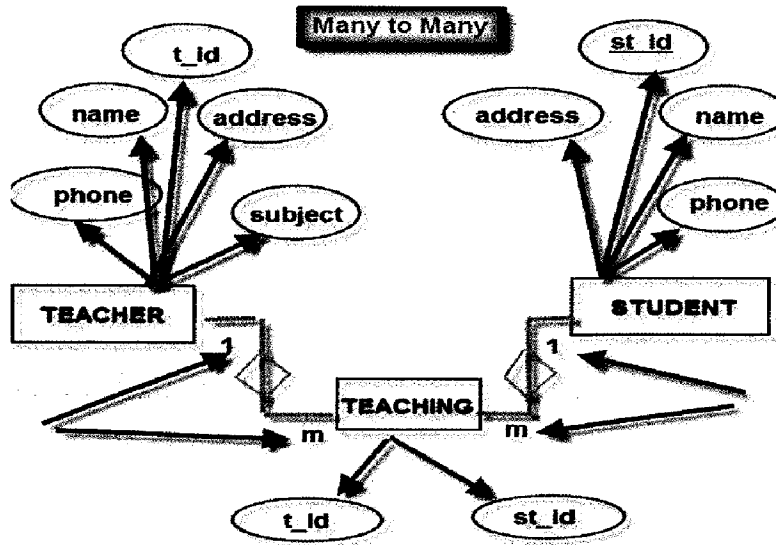 Many to Many
t_id
name
address
phone
subject
TEACHER
st_id
address
name
phone
STUDENT
1
1
TEACHING
m
m
t_id
st_id